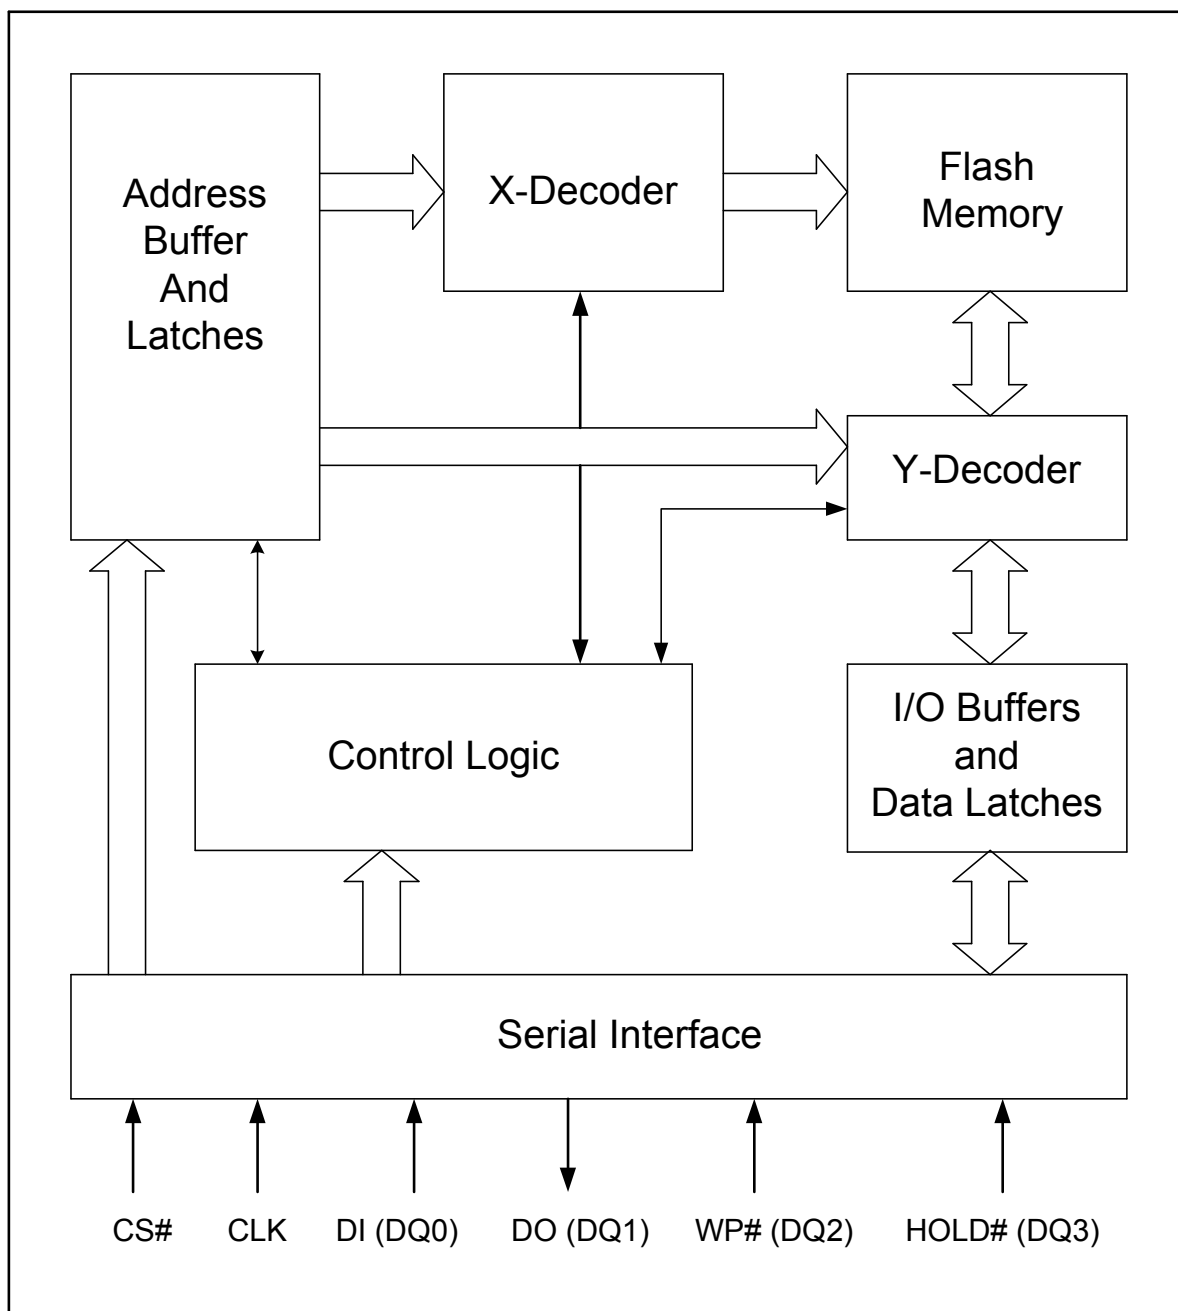 Address
Buffer
And
Latches
X-Decoder
Flash
Memory
Y-Decoder
Control Logic
I/O Buffers
and
Data Latches
Serial Interface
CS# CLK DI (DQ0) DO (DQ1) WP# (DQ2) HOLD# (DQ3)